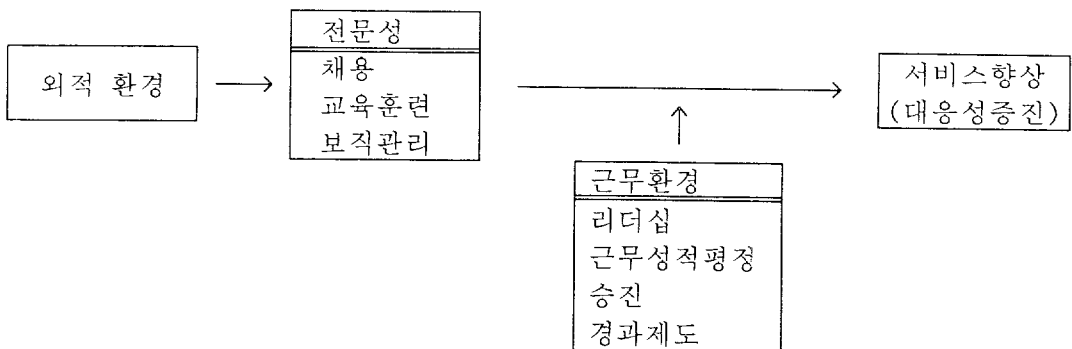 외적 환경
전문성
채용
교육훈련
보직관리
서비스향상
(대응성증진)
근무환경
리더십
근무성적평정
승진
경과제도